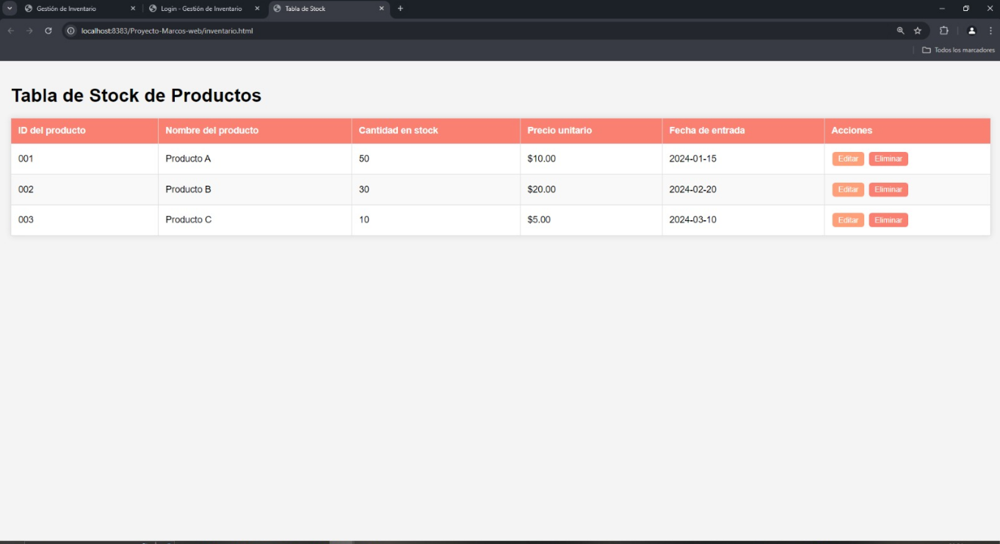 Gestión de Inventario
Login - Gestión de Inventario
Tabla de Stock
localhost:8383/Proyecto-Marcos-web/inventario.html
Todos los marcadores
Tabla de Stock de Productos
ID del producto Nombre del producto Cantidad en stock Precio unitario Fecha de entrada Acciones
001 Producto A 50 $10.00 2024-01-15 Editar Eliminar
002 Producto B 30 $20.00 2024-02-20 Editar Eliminar
003 Producto C 10 $5.00 2024-03-10 Editar Eliminar